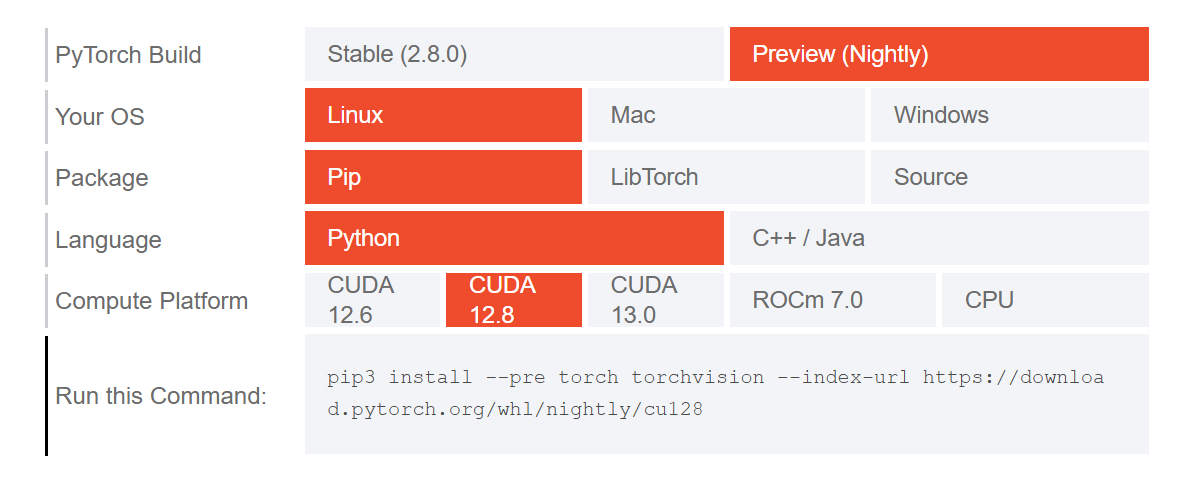 PyTorch Build
Stable (2.8.0)
Preview (Nightly)
Your OS
Linux
Mac
Windows
Package
Pip
LibTorch
Source
Language
Python
C++ / Java
Compute Platform
CUDA
12.6
CUDA
12.8
CUDA
13.0
ROCm 7.0
CPU
Run this Command:
pip3 install --pre torch torchvision --index-url https://downloa
d.pytorch.org/whl/nightly/cu128